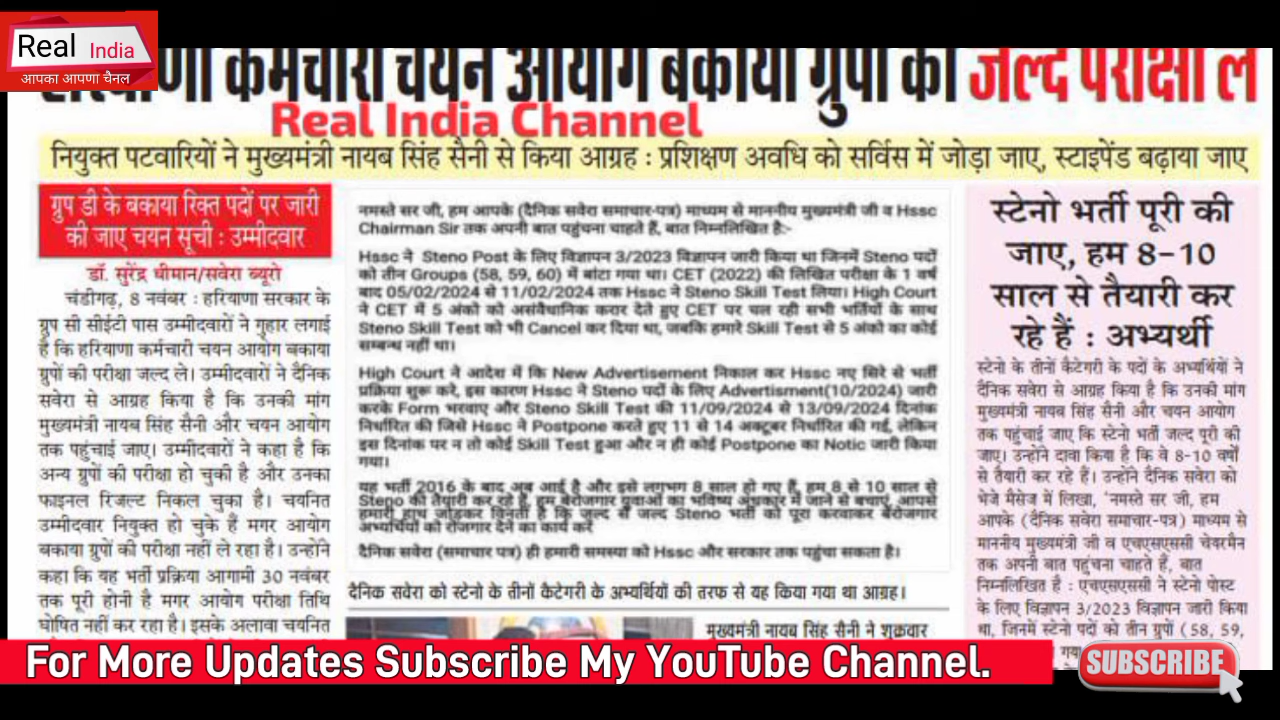 Real India
आपका आपणा चैनल
हरियाणा कर्मचारी चयन आयोग बकाया ग्रुपों की जल्द परीक्षा ले
Real India Channel
नियुक्त पटवारियों ने मुख्यमंत्री नायब सिंह सैनी से किया आग्रह : प्रशिक्षण अवधि को सर्विस में जोड़ा जाए, स्टाइपेंड बढ़ाया जाए
ग्रुप डी के बकाया रिक्त पदों पर जारी
की जाए चयन सूची : उम्मीदवार
डॉ. सुरेंद्र धीमान/सवेरा ब्यूरो
चंडीगढ़, 8 नवंबर : हरियाणा सरकार के
ग्रुप सी सीईटी पास उम्मीदवारों ने गुहार लगाई
है कि हरियाणा कर्मचारी चयन आयोग बकाया
ग्रुपों की परीक्षा जल्द ले। उम्मीदवारों ने दैनिक
सवेरा से आग्रह किया है कि उनकी मांग
मुख्यमंत्री नायब सिंह सैनी और चयन आयोग
तक पहुंचाई जाए। उम्मीदवारों ने कहा है कि
अन्य ग्रुपों की परीक्षा हो चुकी है और उनका
फाइनल रिजल्ट निकल चुका है। चयनित
उम्मीदवार नियुक्त हो चुके हैं मगर आयोग
बकाया ग्रुपों की परीक्षा नहीं ले रहा है। उन्होंने
कहा कि यह भर्ती प्रक्रिया आगामी 30 नवंबर
तक पूरी होनी है मगर आयोग परीक्षा तिथि
घोषित नहीं कर रहा है। इसके अलावा चयनित
नमस्ते सर जी, हम आपके (दैनिक सवेरा समाचार-पत्र) माध्यम से माननीय मुख्यमंत्री जी व Hssc
Chairman Sir तक अपनी बात पहुंचना चाहते हैं, बात निम्नलिखित है:-
Hssc ने Steno Post के लिए विज्ञापन 3/2023 विज्ञापन जारी किया था जिनमें Steno पदों
को तीन Groups (58, 59, 60) में बांटा गया था। CET (2022) की लिखित परीक्षा के 1 वर्ष
बाद 05/02/2024 से 11/02/2024 तक Hssc ने Steno Skill Test लिया। High Court
ने CET में 5 अंको को असंवैधानिक करार देते हुए CET पर चल रही सभी भर्तियों के साथ
Steno Skill Test को भी Cancel कर दिया था, जबकि हमारे Skill Test से 5 अंको का कोई
सम्बन्ध नहीं था।
High Court ने आदेश में कि New Advertisement निकाल कर Hssc नए सिरे से भर्ती
प्रक्रिया शुरू करे, इस कारण Hssc ने Steno पदों के लिए Advertisment(10/2024) जारी
करके Form भरवाए और Steno Skill Test की 11/09/2024 से 13/09/2024 दिनांक
निर्धारित की जिसे Hssc ने Postpone करते हुए 11 से 14 अक्टूबर निर्धारित की गई, लेकिन
इस दिनांक पर न तो कोई Skill Test हुआ और न ही कोई Postpone का Notic जारी किया
गया।
यह भर्ती 2016 के बाद अब आई है और इसे लगभग 8 साल हो गए हैं, हम 8 से 10 साल से
Steno की तैयारी कर रहे हैं, हम बेरोजगार युवाओं का भविष्य अंधकार में जाने से बचाएं, आपसे
हमारी हाथ जोड़कर विनती है कि जल्द से जल्द Steno भर्ती को पूरा करवाकर बेरोजगार
अभ्यर्थियों को रोजगार देने का कार्य करें
दैनिक सवेरा (समाचार पत्र) ही हमारी समस्या को Hssc और सरकार तक पहुंचा सकता है।
दैनिक सवेरा को स्टेनो के तीनों कैटेगरी के अभ्यर्थियों की तरफ से यह किया गया था आग्रह।
मुख्यमंत्री नायब सिंह सैनी ने शुक्रवार
स्टेनो भर्ती पूरी की
जाए, हम 8-10
साल से तैयारी कर
रहे हैं : अभ्यर्थी
स्टेनो के तीनों कैटेगरी के पदों के अभ्यर्थियों ने
दैनिक सवेरा से आग्रह किया है कि उनकी मांग
मुख्यमंत्री नायब सिंह सैनी और चयन आयोग
तक पहुंचाई जाए कि स्टेनो भर्ती जल्द पूरी की
जाए। उन्होंने दावा किया है कि वे 8-10 वर्षों
से तैयारी कर रहे हैं। उन्होंने दैनिक सवेरा को
भेजे मैसेज में लिखा, 'नमस्ते सर जी, हम
आपके (दैनिक सवेरा समाचार-पत्र) माध्यम से
माननीय मुख्यमंत्री जी व एचएसएससी चेयरमैन
तक अपनी बात पहुंचना चाहते हैं, बात
निम्नलिखित है : एचएसएससी ने स्टेनो पोस्ट
के लिए विज्ञापन 3/2023 विज्ञापन जारी किया
था, जिनमें स्टेनो पदों को तीन ग्रुपों (58, 59,
For More Updates Subscribe My YouTube Channel.
SUBSCRIBE